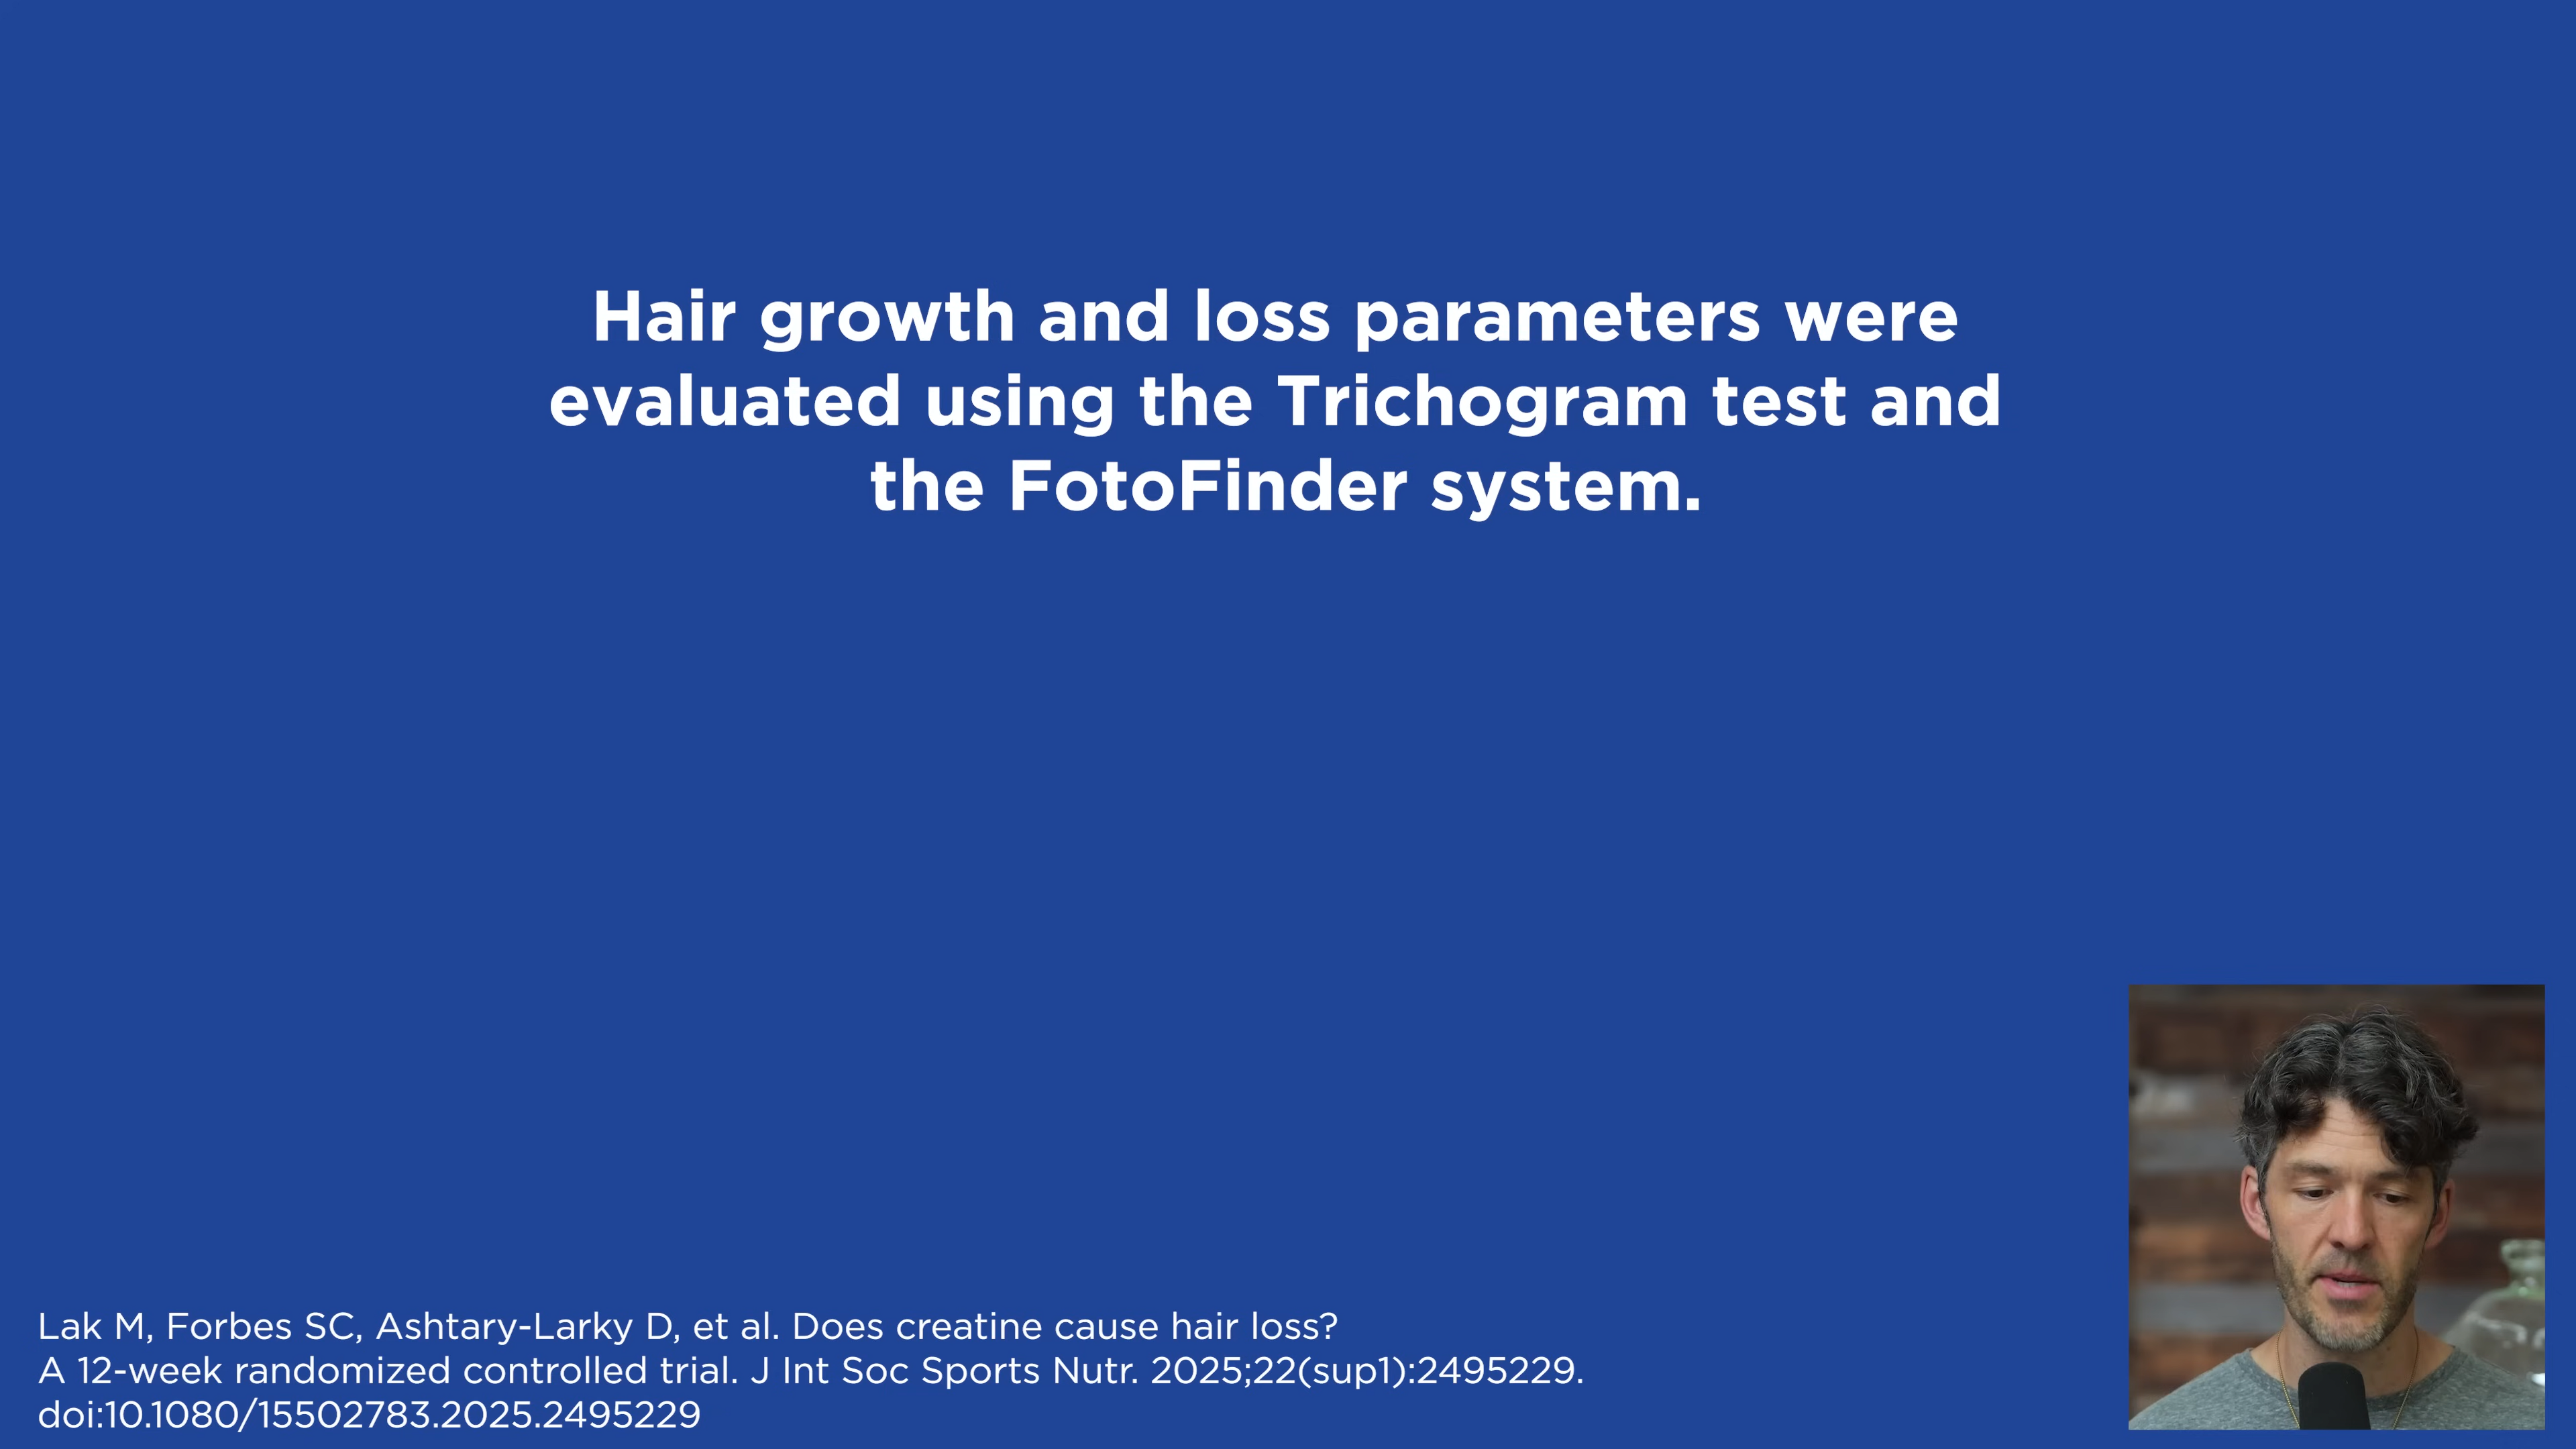 Hair growth and loss parameters were
evaluated using the Trichogram test and
the FotoFinder system.
Lak M, Forbes SC, Ashtary-Larky D, et al. Does creatine cause hair loss?
A 12-week randomized controlled trial. J Int Soc Sports Nutr. 2025;22(sup1):2495229.
doi:10.1080/15502783.2025.2495229